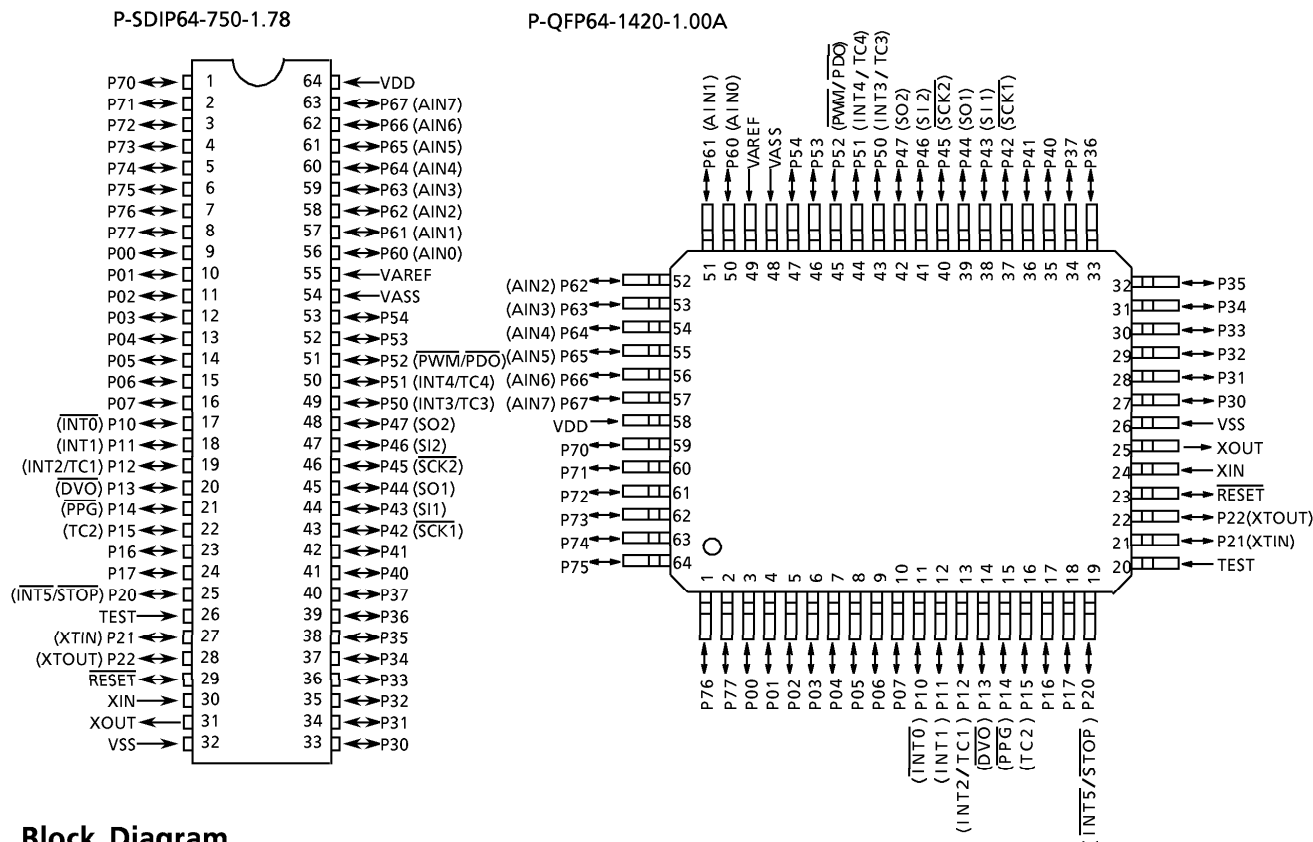 P-SDIP64-750-1.78
P70 1 64 VDD
P71 2 63 P67 (AIN7)
P72 3 62 P66 (AIN6)
P73 4 61 P65 (AIN5)
P74 5 60 P64 (AIN4)
P75 6 59 P63 (AIN3)
P76 7 58 P62 (AIN2)
P77 8 57 P61 (AIN1)
P00 9 56 P60 (AIN0)
P01 10 55 VAREF
P02 11 54 VASS
P03 12 53 P54
P04 13 52 P53
P05 14 51 P52 (PWM/PDO)
P06 15 50 P51 (INT4/TC4)
P07 16 49 P50 (INT3/TC3)
(INT0) P10 17 48 P47 (SO2)
(INT1) P11 18 47 P46 (SI2)
(INT2/TC1) P12 19 46 P45 (SCK2)
(DVO) P13 20 45 P44 (SO1)
(PPG) P14 21 44 P43 (SI1)
(TC2) P15 22 43 P42 (SCK1)
P16 23 42 P41
P17 24 41 P40
(INT5/STOP) P20 25 40 P37
TEST 26 39 P36
(XTIN) P21 27 38 P35
(XTOUT) P22 28 37 P34
RESET 29 36 P33
XIN 30 35 P32
XOUT 31 34 P31
VSS 32 33 P30
P-QFP64-1420-1.00A
P61 (AIN1) 51
P60 (AIN0) 50
VAREF 49
VASS 48
P54 47
P53 46
P52 (PWM/PDO) 45
P51 (INT4/TC4) 44
P50 (INT3/TC3) 43
P47 (SO2) 42
P46 (SI2) 41
P45 (SCK2) 40
P44 (SO1) 39
P43 (SI1) 38
P42 (SCK1) 37
P41 36
P40 35
P37 34
P36 33
(AIN2) P62 52
(AIN3) P63 53
(AIN4) P64 54
(AIN5) P65 55
(AIN6) P66 56
(AIN7) P67 57
VDD 58
P70 59
P71 60
P72 61
P73 62
P74 63
P75 64
32 P35
31 P34
30 P33
29 P32
28 P31
27 P30
26 VSS
25 XOUT
24 XIN
23 RESET
22 P22(XTOUT)
21 P21(XTIN)
20 TEST
1 P76
2 P77
3 P00
4 P01
5 P02
6 P03
7 P04
8 P05
9 P06
10 P07
11 (INT0) P10
12 (INT1) P11
13 (INT2/TC1) P12
14 (DVO) P13
15 (PPG) P14
16 (TC2) P15
17 P16
18 P17
19 (INT5/STOP) P20
Block Diagram